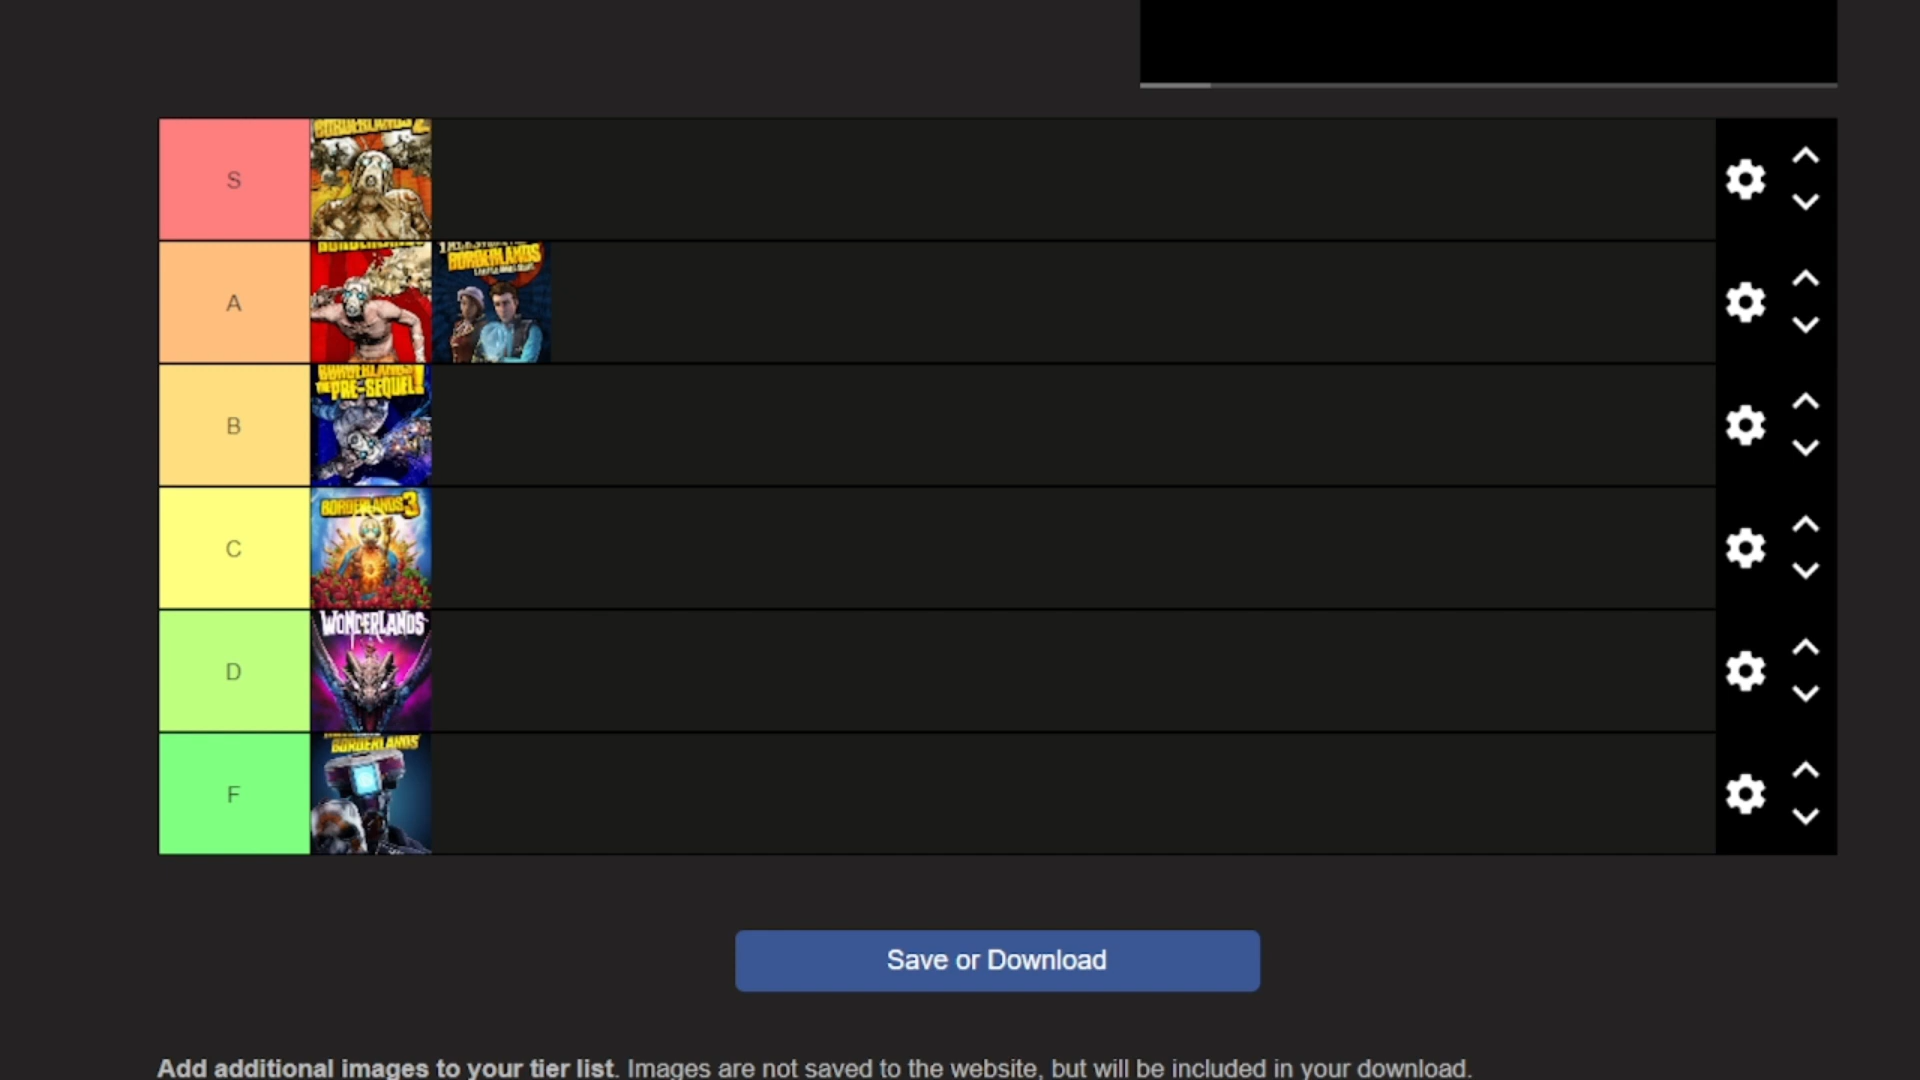 S
BORDERLANDS 2
A
BORDERLANDS
BORDERLANDS
B
BORDERLANDS
THE PRE-SEQUEL!
C
BORDERLANDS 3
D
WONDERLANDS
F
BORDERLANDS
Save or Download
Add additional images to your tier list. Images are not saved to the website, but will be included in your download.